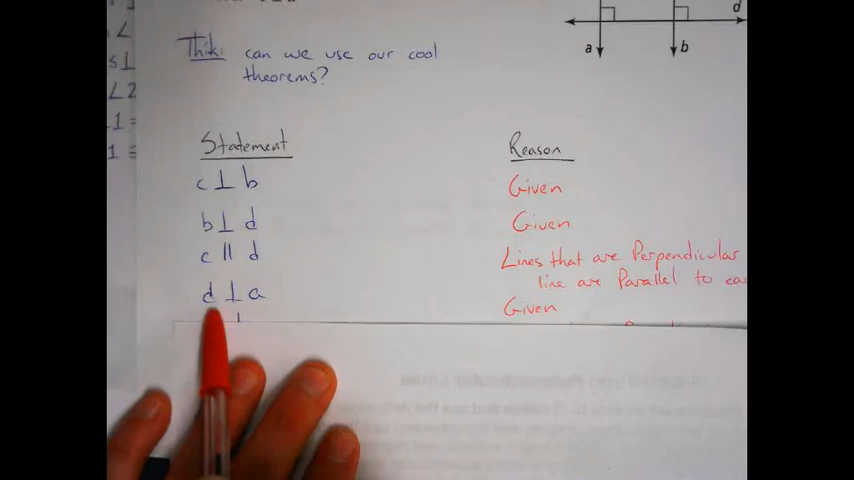 d
a
b
Thik: can we use our cool
theorems?
Statement
Reason
c ⊥ b
Given
b ⊥ d
Given
c || d
Lines that are Perpendicular
line are Parallel to ea
d ⊥ a
Given